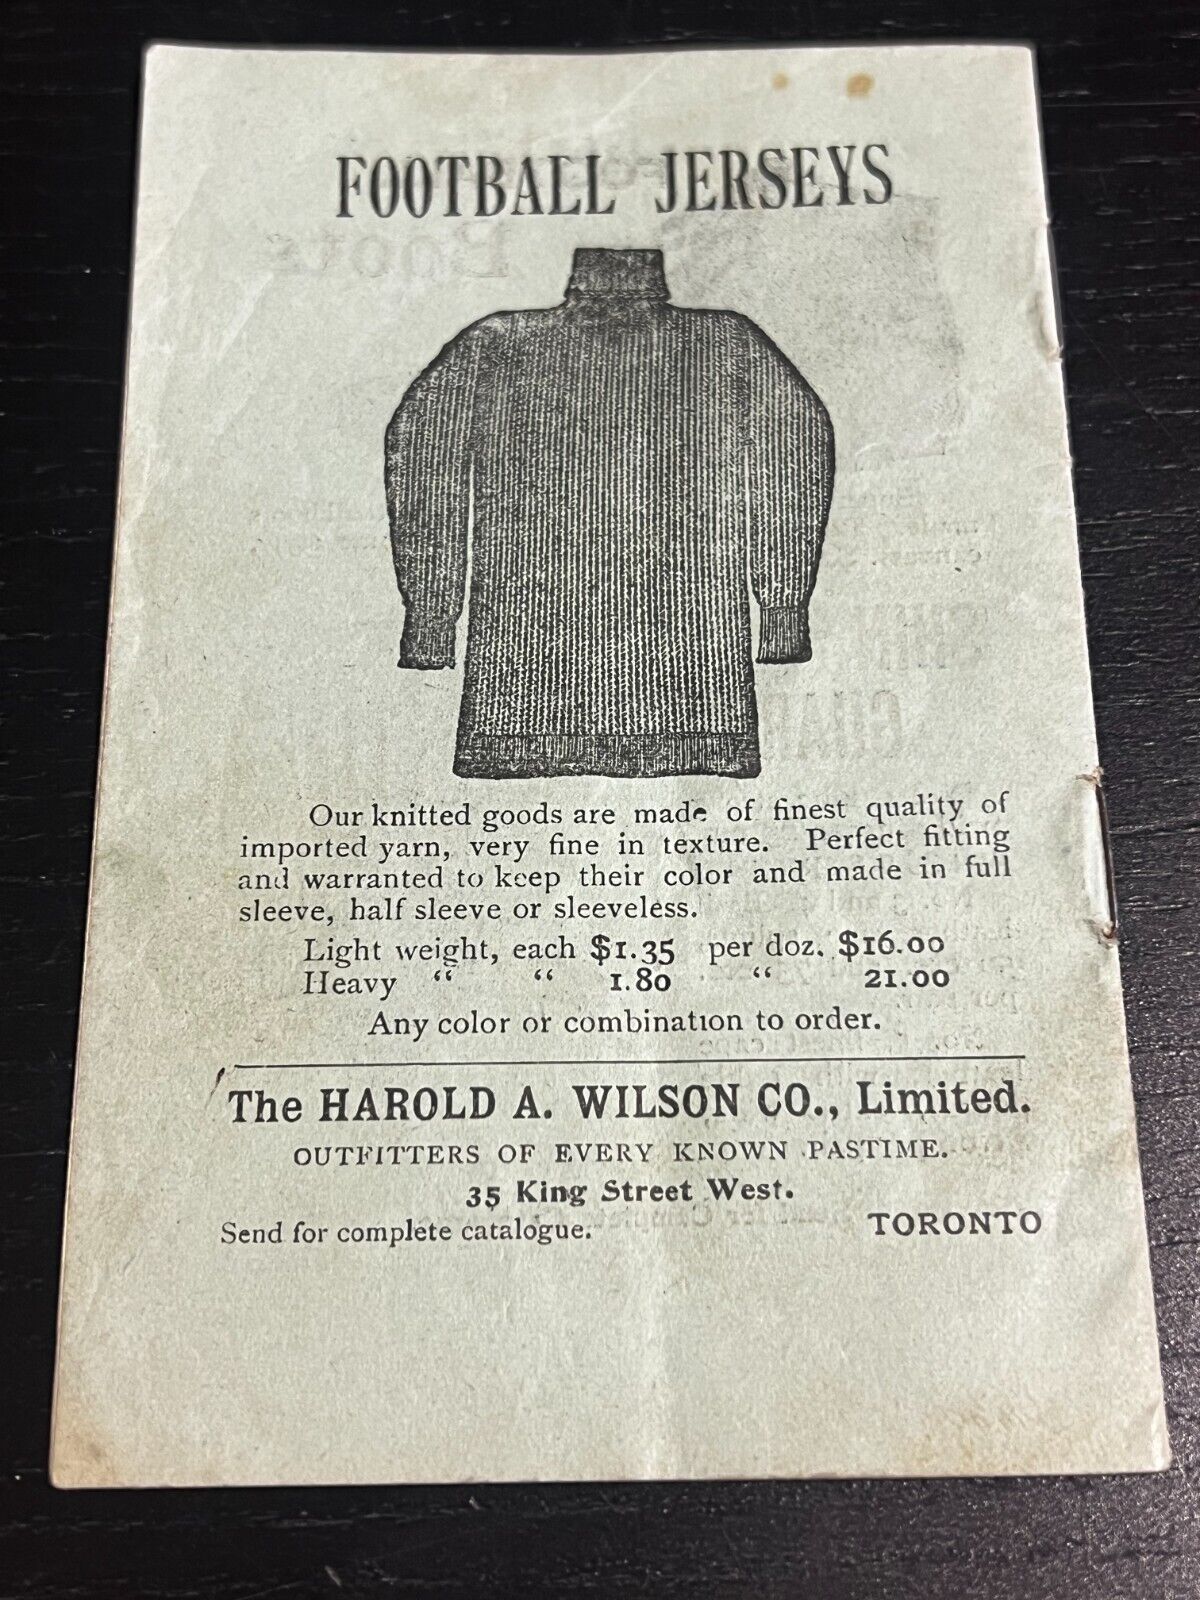 FOOTBALL JERSEYS
Boots
Our knitted goods are made of finest quality of
imported yarn, very fine in texture. Perfect fitting
and warranted to keep their color and made in full
sleeve, half sleeve or sleeveless.
Light weight, each $1.35 per doz. $16.00
Heavy “ “ 1.80 “ 21.00
Any color or combination to order.
The HAROLD A. WILSON CO., Limited.
OUTFITTERS OF EVERY KNOWN PASTIME.
35 King Street West.
Send for complete catalogue. TORONTO